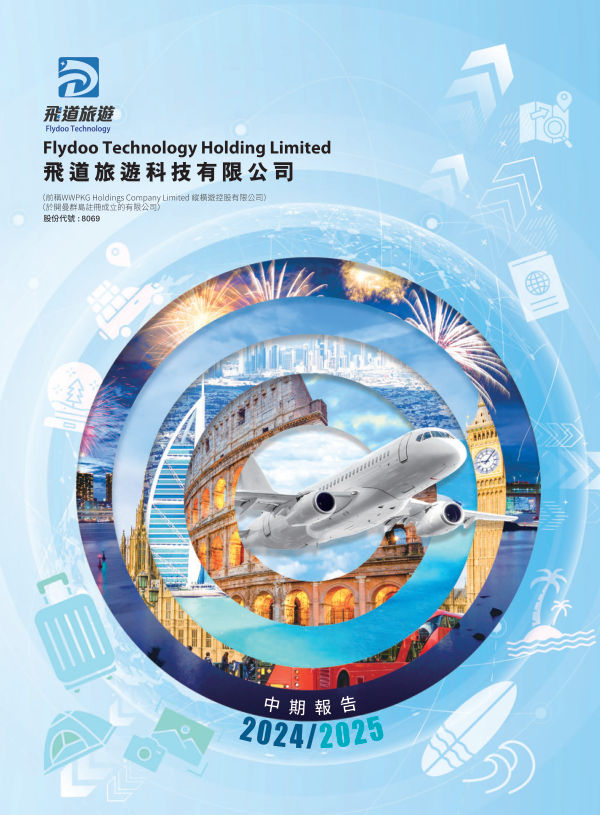 飛道旅遊
Flydoo Technology
Flydoo Technology Holding Limited
飛道旅遊科技有限公司
(前稱WWPKG Holdings Company Limited 縱橫遊控股有限公司)
(於開曼群島註冊成立的有限公司)
股份代號 : 8069
中期報告
2024/2025